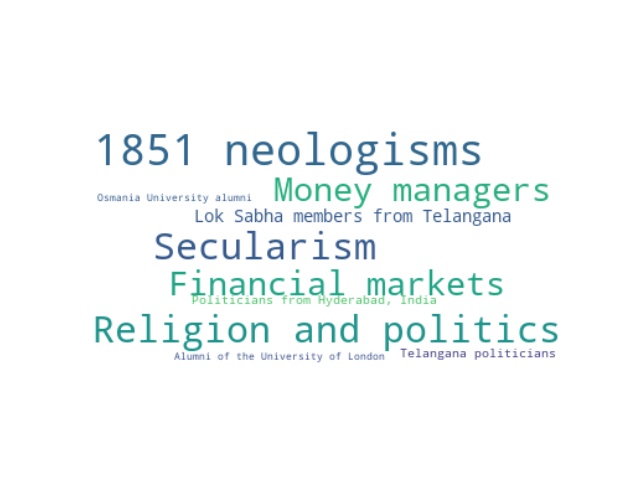 1851 neologisms
Osmania University alumni Money managers
Lok Sabha members from Telangana
Secularism
Financial markets
Politicians from Hyderabad, India
Religion and politics
Alumni of the University of London Telangana politicians